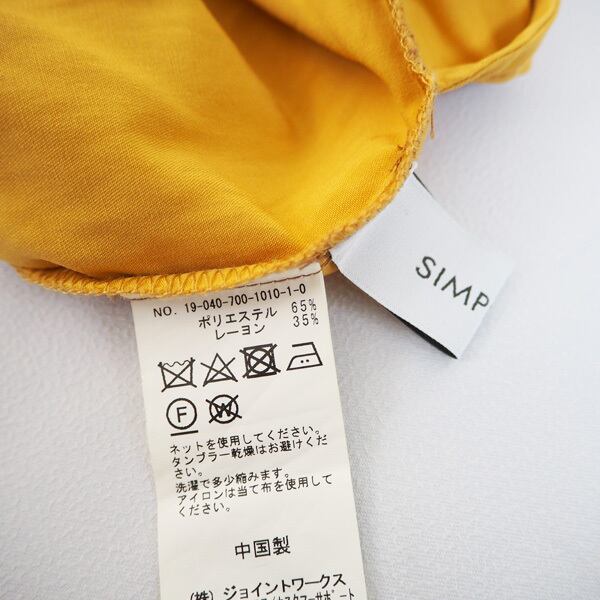 SIMP
NO. 19-040-700-1010-1-0
ポリエステル 65%
レーヨン 35%
F
W
ネットを使用してください。
タンブラー乾燥はお避けくださ
い。
洗濯で多少縮みます。
アイロンは当て布を使用して
ください。
中国製
(株)ジョイントワークス